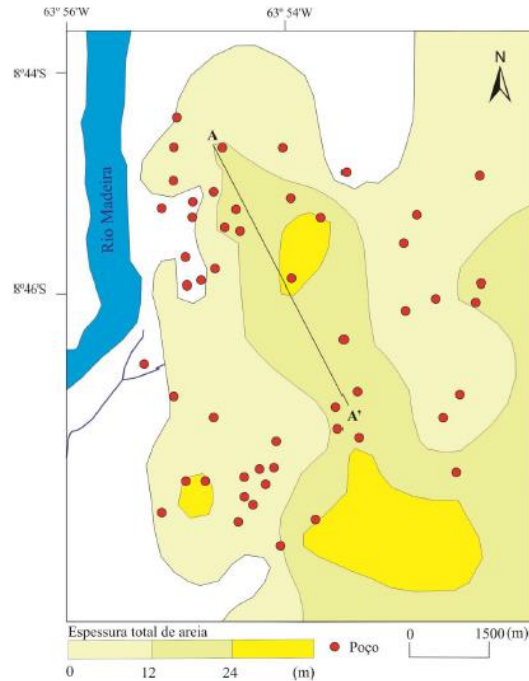 63° 56' W
63° 54'
8°44'S
N
A
Rio Madeira
8°46'S
A'
Espessura total de areia
Poço
0
1500 (m)
0
12
24
(m)